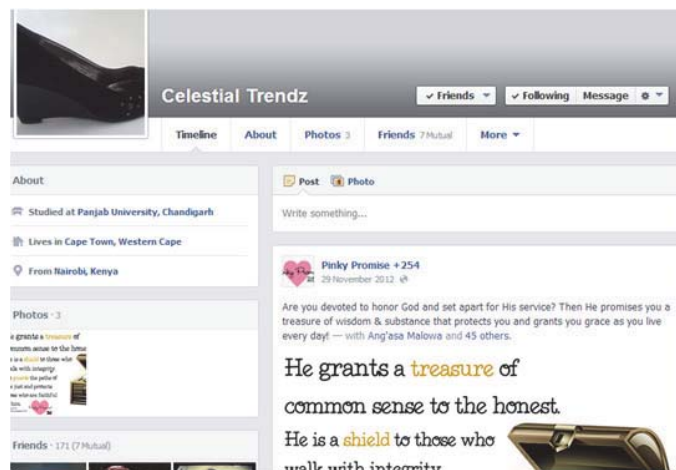 Celestial Trendz
Friends
Following
Message
Timeline
About
Photos 3
Friends 7 Mutual
More
About
Studied at Panjab University, Chandigarh
Lives in Cape Town, Western Cape
From Nairobi, Kenya
Photos · 3
Friends · 171 (7 Mutual)
Post
Photo
Write something...
Pinky Promise +254
29 November 2012
Are you devoted to honor God and set apart for His service? Then He promises you a
treasure of wisdom & substance that protects you and grants you grace as you live
every day! — with Ang'asa Malowa and 45 others.
He grants a treasure of
common sense to the honest.
He is a shield to those who
walk with integrity